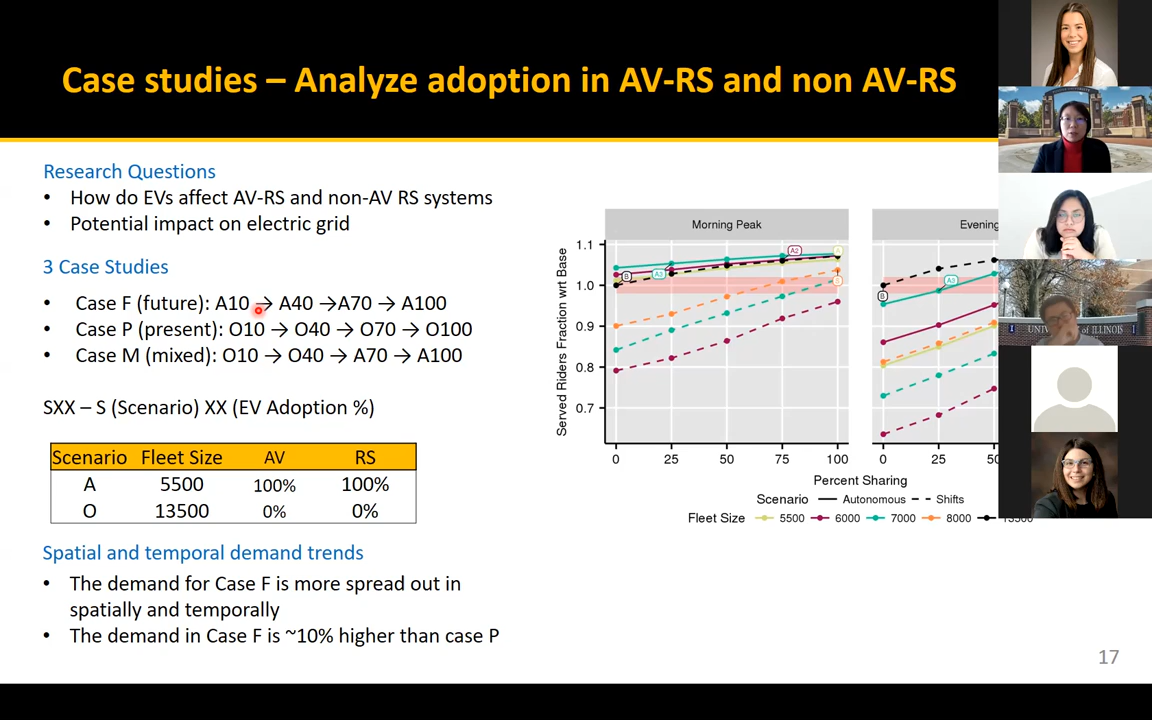 Case studies – Analyze adoption in AV-RS and non AV-RS
Research Questions
• How do EVs affect AV-RS and non-AV RS systems
• Potential impact on electric grid
3 Case Studies
• Case F (future): A10 → A40 →A70 → A100
• Case P (present): O10 → O40 → O70 → O100
• Case M (mixed): O10 → O40 → A70 → A100
SXX – S (Scenario) XX (EV Adoption %)
Scenario Fleet Size AV RS
A 5500 100% 100%
O 13500 0% 0%
Spatial and temporal demand trends
• The demand for Case F is more spread out in
spatially and temporally
• The demand in Case F is ~10% higher than case P
Morning Peak Evening
Served Riders Fraction wrt Base
1.1
1.0
0.9
0.8
0.7
B A3 A2
B A3
0 25 50 75 100 0 25
Percent Sharing
Scenario Autonomous Shifts
Fleet Size 5500 6000 7000 8000
17